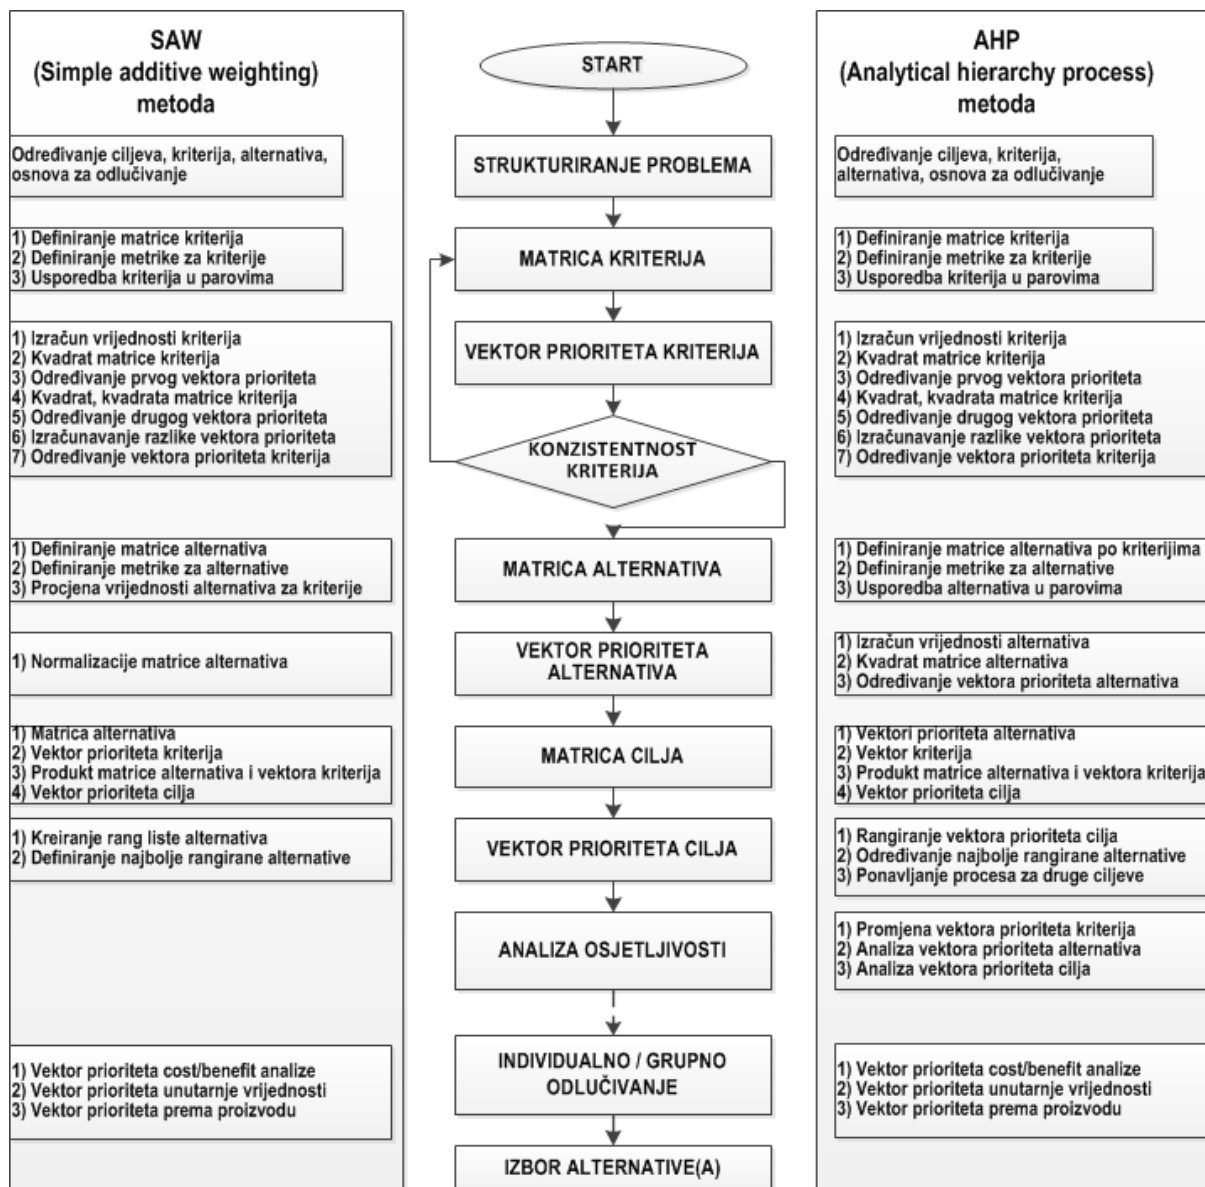 SAW
(Simple additive weighting)
metoda
Određivanje ciljeva, kriterija, alternativa,
osnova za odlučivanje
1) Definiranje matrice kriterija
2) Definiranje metrike za kriterije
3) Usporedba kriterija u parovima
1) Izračun vrijednosti kriterija
2) Kvadrat matrice kriterija
3) Određivanje prvog vektora prioriteta
4) Kvadrat, kvadrata matrice kriterija
5) Određivanje drugog vektora prioriteta
6) Izračunavanje razlike vektora prioriteta
7) Određivanje vektora prioriteta kriterija
1) Definiranje matrice alternativa
2) Definiranje metrike za alternative
3) Procjena vrijednosti alternativa za kriterije
1) Normalizacije matrice alternativa
1) Matrica alternativa
2) Vektor prioriteta kriterija
3) Produkt matrice alternativa i vektora kriterija
4) Vektor prioriteta cilja
1) Kreiranje rang liste alternativa
2) Definiranje najbolje rangirane alternative
1) Vektor prioriteta cost/benefit analize
2) Vektor prioriteta unutarnje vrijednosti
3) Vektor prioriteta prema proizvodu
START
STRUKTURIRANJE PROBLEMA
MATRICA KRITERIJA
VEKTOR PRIORITETA KRITERIJA
KONZISTENTNOST
KRITERIJA
MATRICA ALTERNATIVA
VEKTOR PRIORITETA
ALTERNATIVA
MATRICA CILJA
VEKTOR PRIORITETA CILJA
ANALIZA OSJETLJIVOSTI
INDIVIDUALNO / GRUPNO
ODLUČIVANJE
IZBOR ALTERNATIVE(A)
AHP
(Analytical hierarchy process)
metoda
Određivanje ciljeva, kriterija,
alternativa, osnova za odlučivanje
1) Definiranje matrice kriterija
2) Definiranje metrike za kriterije
3) Usporedba kriterija u parovima
1) Izračun vrijednosti kriterija
2) Kvadrat matrice kriterija
3) Određivanje prvog vektora prioriteta
4) Kvadrat, kvadrata matrice kriterija
5) Određivanje drugog vektora prioriteta
6) Izračunavanje razlike vektora prioriteta
7) Određivanje vektora prioriteta kriterija
1) Definiranje matrice alternativa po kriterijima
2) Definiranje metrike za alternative
3) Usporedba alternativa u parovima
1) Izračun vrijednosti alternativa
2) Kvadrat matrice alternativa
3) Određivanje vektora prioriteta alternativa
1) Vektori prioriteta alternativa
2) Vektor kriterija
3) Produkt matrice alternativa i vektora kriterija
4) Vektor prioriteta cilja
1) Rangiranje vektora prioriteta cilja
2) Određivanje najbolje rangirane alternative
3) Ponavljanje procesa za druge ciljeve
1) Promjena vektora prioriteta kriterija
2) Analiza vektora prioriteta alternativa
3) Analiza vektora prioriteta cilja
1) Vektor prioriteta cost/benefit analize
2) Vektor prioriteta unutarnje vrijednosti
3) Vektor prioriteta prema proizvodu